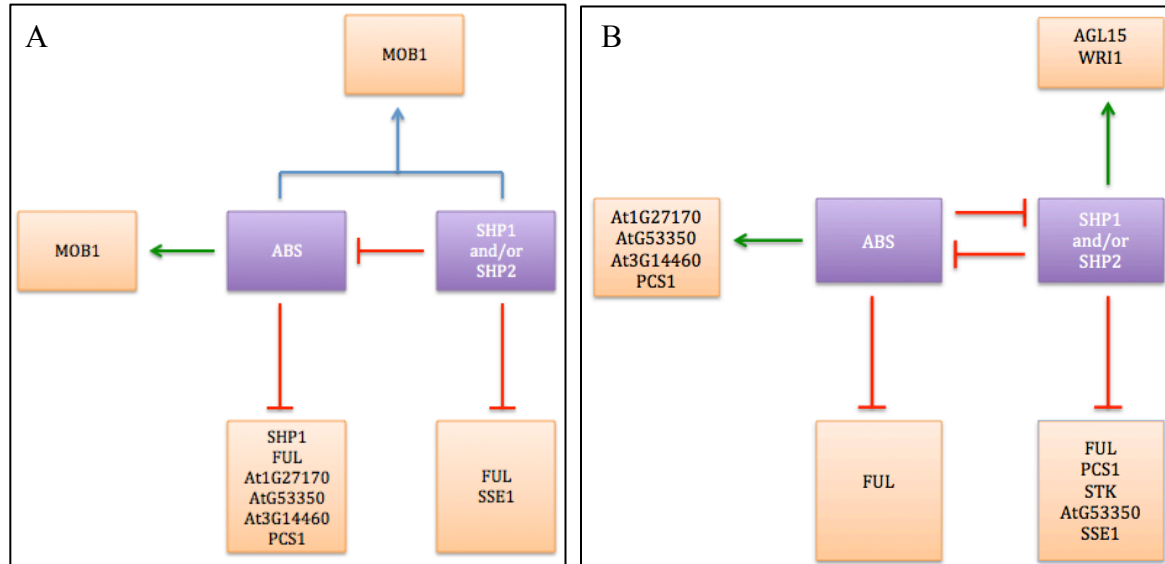 A
MOB1
MOB1
ABS
SHP1
and/or
SHP2
SHP1
FUL
At1G27170
AtG53350
At3G14460
PCS1
FUL
SSE1
B
AGL15
WRI1
At1G27170
AtG53350
At3G14460
PCS1
ABS
SHP1
and/or
SHP2
FUL
FUL
PCS1
STK
AtG53350
SSE1